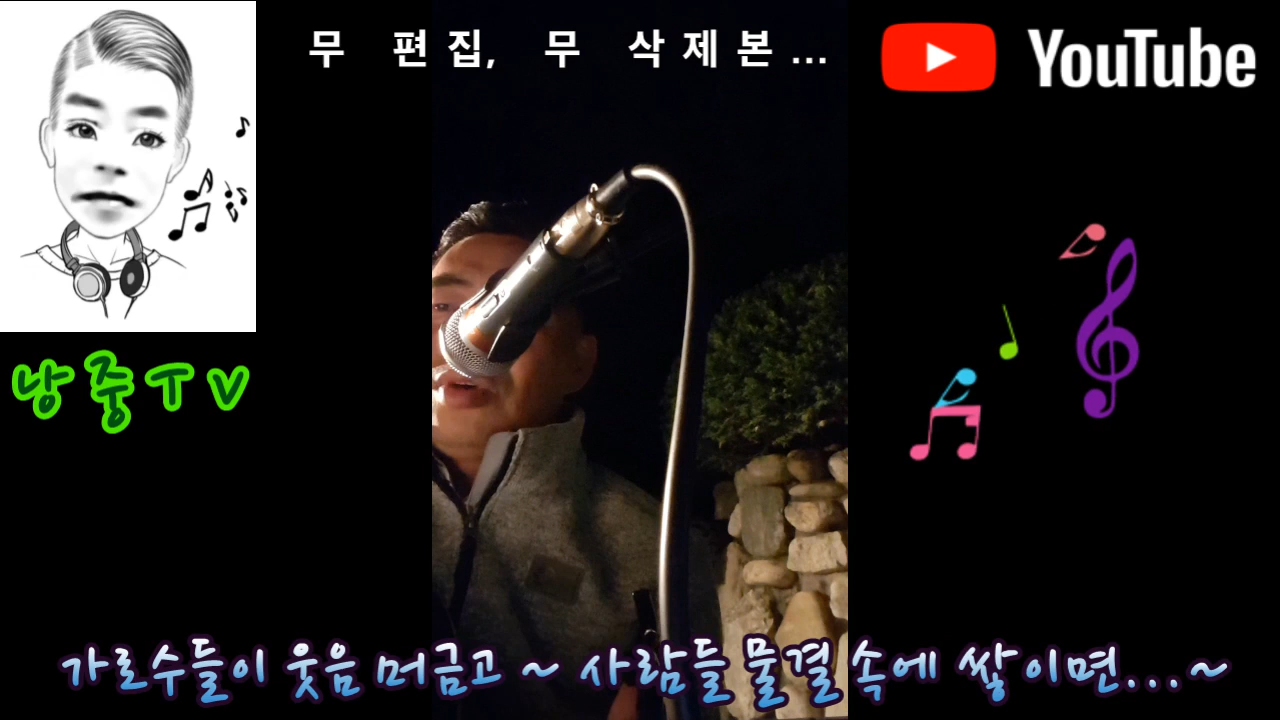 무 편집, 무 삭제본...
YouTube
낭중TV
가로수들이 웃음 머금고 ~ 사람들 물결 속에 쌓이면...~